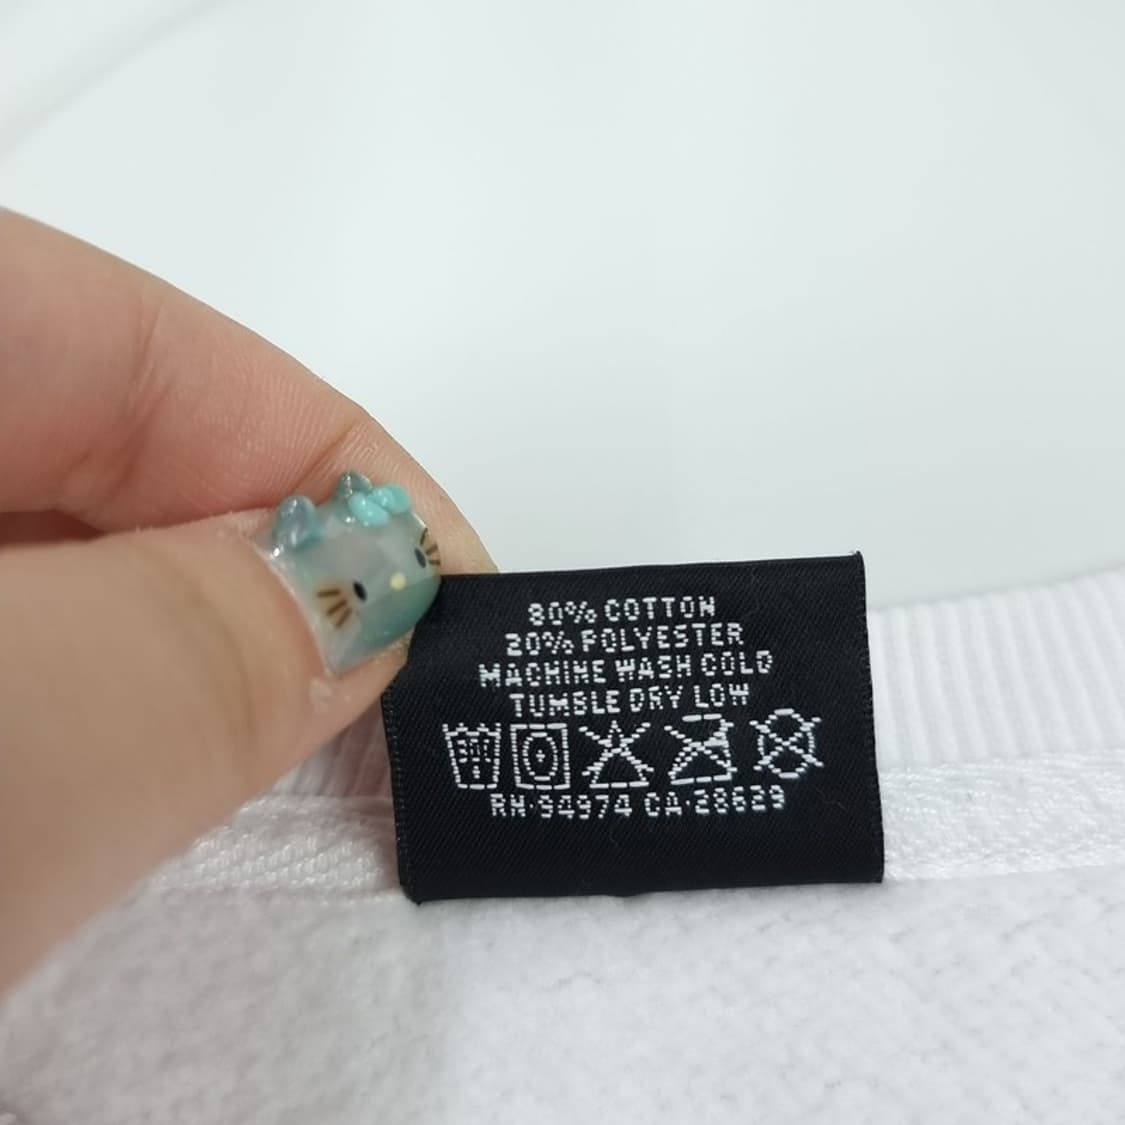 80% COTTON
20% POLYESTER
MACHINE WASH COLD
TUMBLE DRY LOW
RN·94974 CA·28629